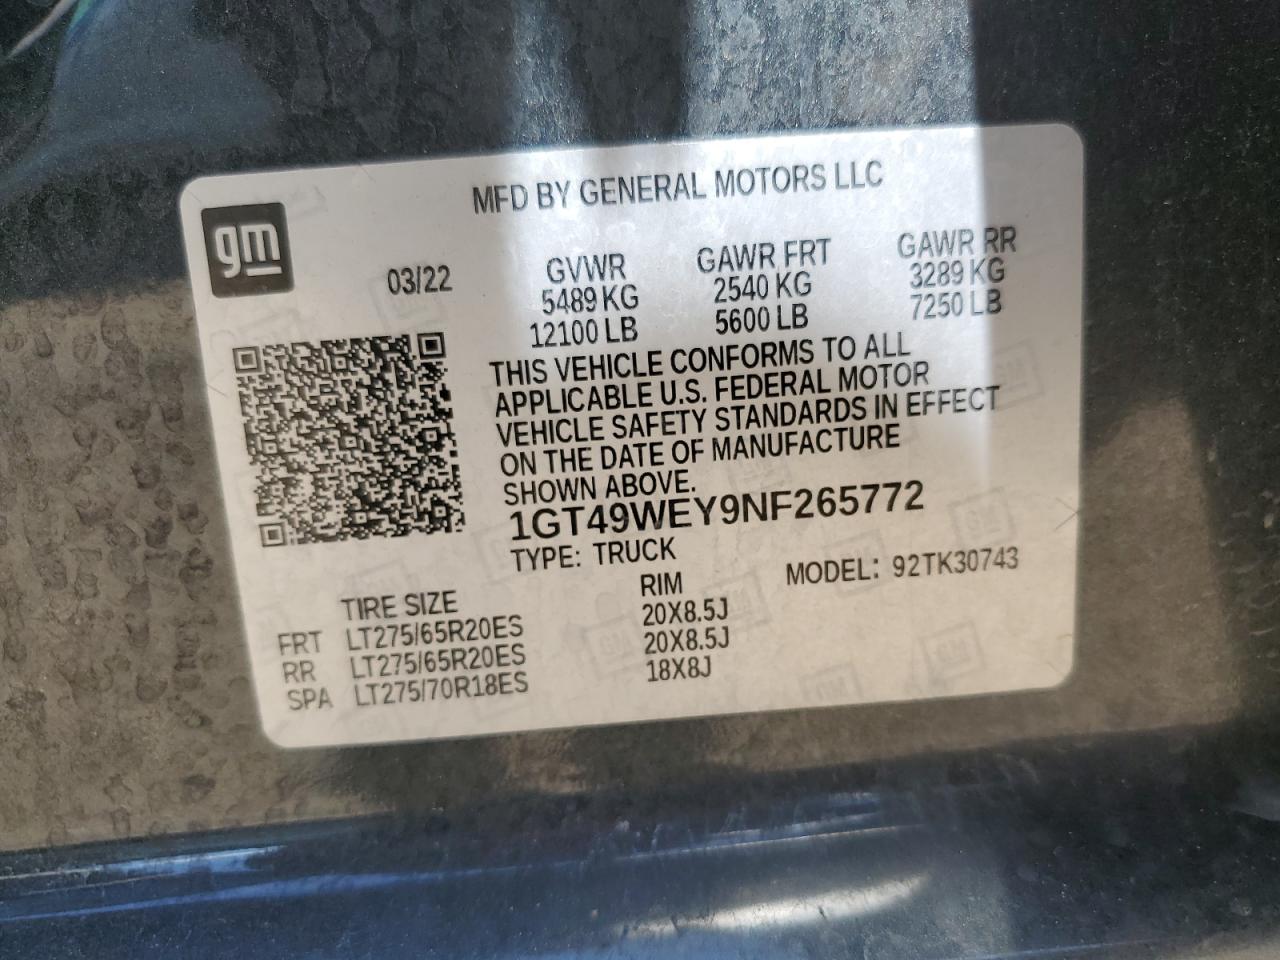 MFD BY GENERAL MOTORS LLC
gm
03/22
GVWR GAWR FRT GAWR RR
5489 KG 2540 KG 3289 KG
12100 LB 5600 LB 7250 LB
THIS VEHICLE CONFORMS TO ALL
APPLICABLE U.S. FEDERAL MOTOR
VEHICLE SAFETY STANDARDS IN EFFECT
ON THE DATE OF MANUFACTURE
SHOWN ABOVE.
1GT49WEY9NF265772
TYPE: TRUCK MODEL: 92TK30743
TIRE SIZE RIM
FRT LT275/65R20ES 20X8.5J
RR LT275/65R20ES 20X8.5J
SPA LT275/70R18ES 18X8J